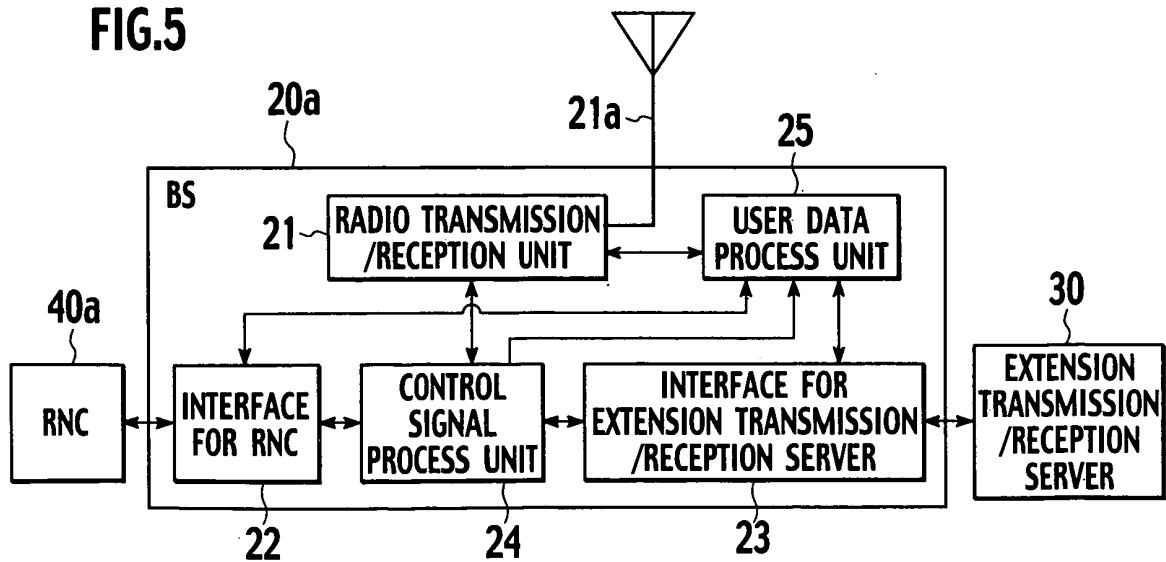 FIG.5
20a
21a
25
BS
21
RADIO TRANSMISSION
/RECEPTION UNIT
USER DATA
PROCESS UNIT
40a
30
RNC
INTERFACE
FOR RNC
CONTROL
SIGNAL
PROCESS UNIT
INTERFACE FOR
EXTENSION TRANSMISSION
/RECEPTION SERVER
EXTENSION
TRANSMISSION
/RECEPTION
SERVER
22
24
23